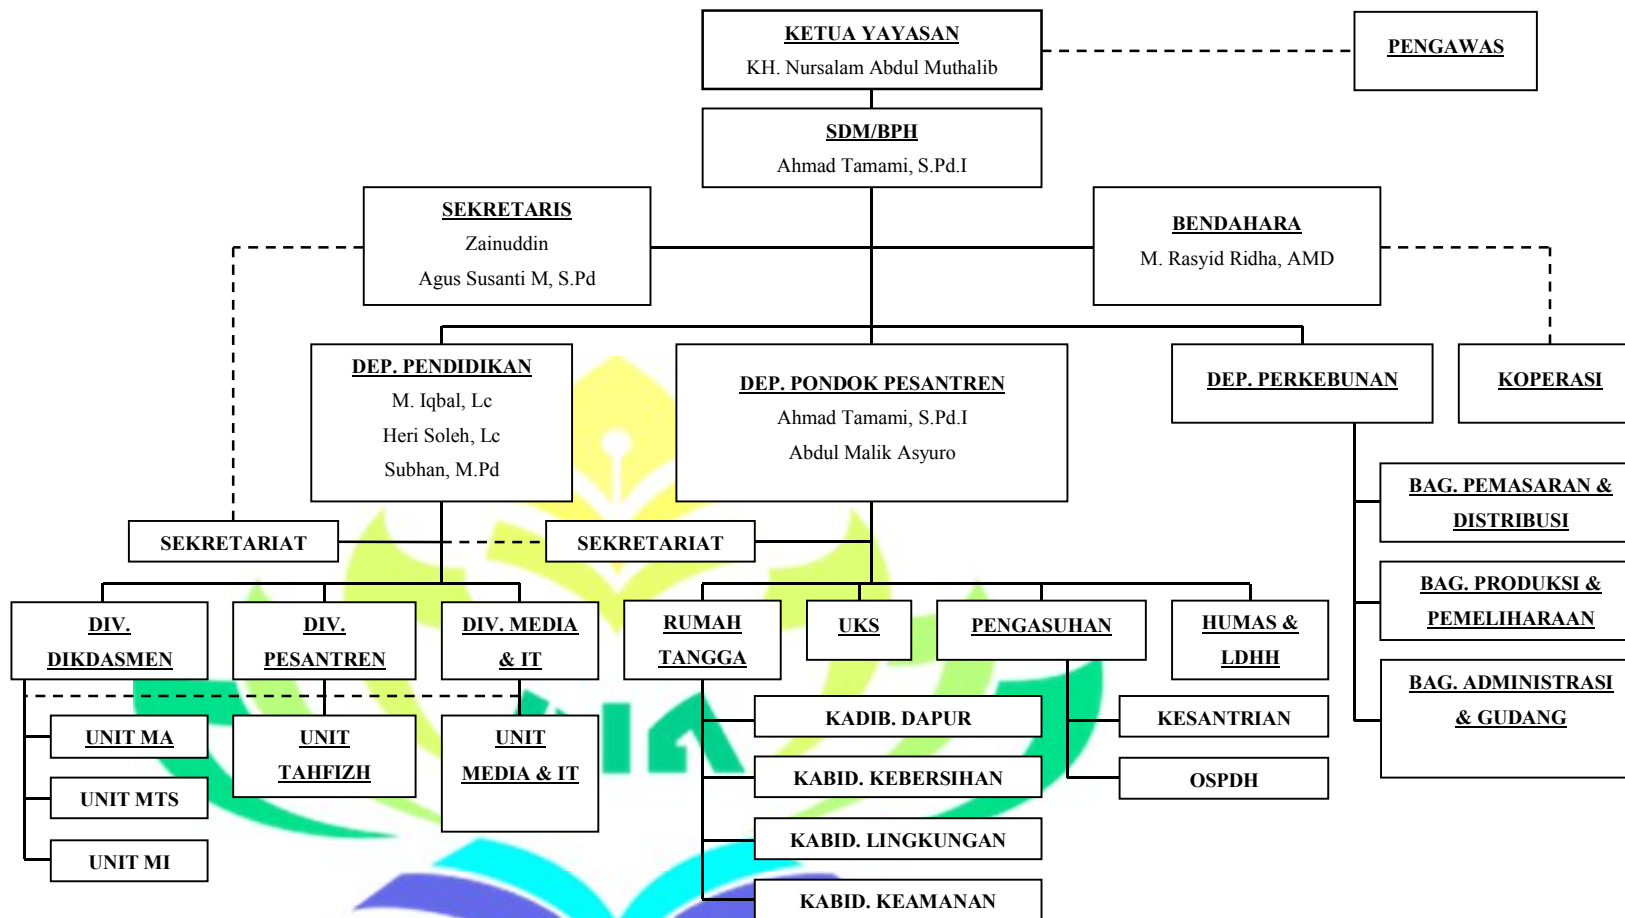 KETUA YAYASAN
KH. Nursalam Abdul Muthalib
PENGAWAS
SDM/BPH
Ahmad Tamami, S.Pd.I
SEKRETARIS
Zainuddin
Agus Susanti M, S.Pd
BENDAHARA
M. Rasyid Ridha, AMD
DEP. PENDIDIKAN
M. Iqbal, Lc
Heri Soleh, Lc
Subhan, M.Pd
DEP. PONDOK PESANTREN
Ahmad Tamami, S.Pd.I
Abdul Malik Asyuro
DEP. PERKEBUNAN
KOPERASI
BAG. PEMASARAN &
DISTRIBUSI
BAG. PRODUKSI &
PEMELIHARAAN
BAG. ADMINISTRASI
& GUDANG
SEKRETARIAT
SEKRETARIAT
DIV.
DIKDASMEN
DIV.
PESANTREN
DIV. MEDIA
& IT
RUMAH
TANGGA
UKS
PENGASUHAN
HUMAS &
LDHH
UNIT MA
UNIT MTS
UNIT MI
UNIT
TAHFIZH
UNIT
MEDIA & IT
KADIB. DAPUR
KABID. KEBERSIHAN
KABID. LINGKUNGAN
KABID. KEAMANAN
KESANTRIAN
OSPDH